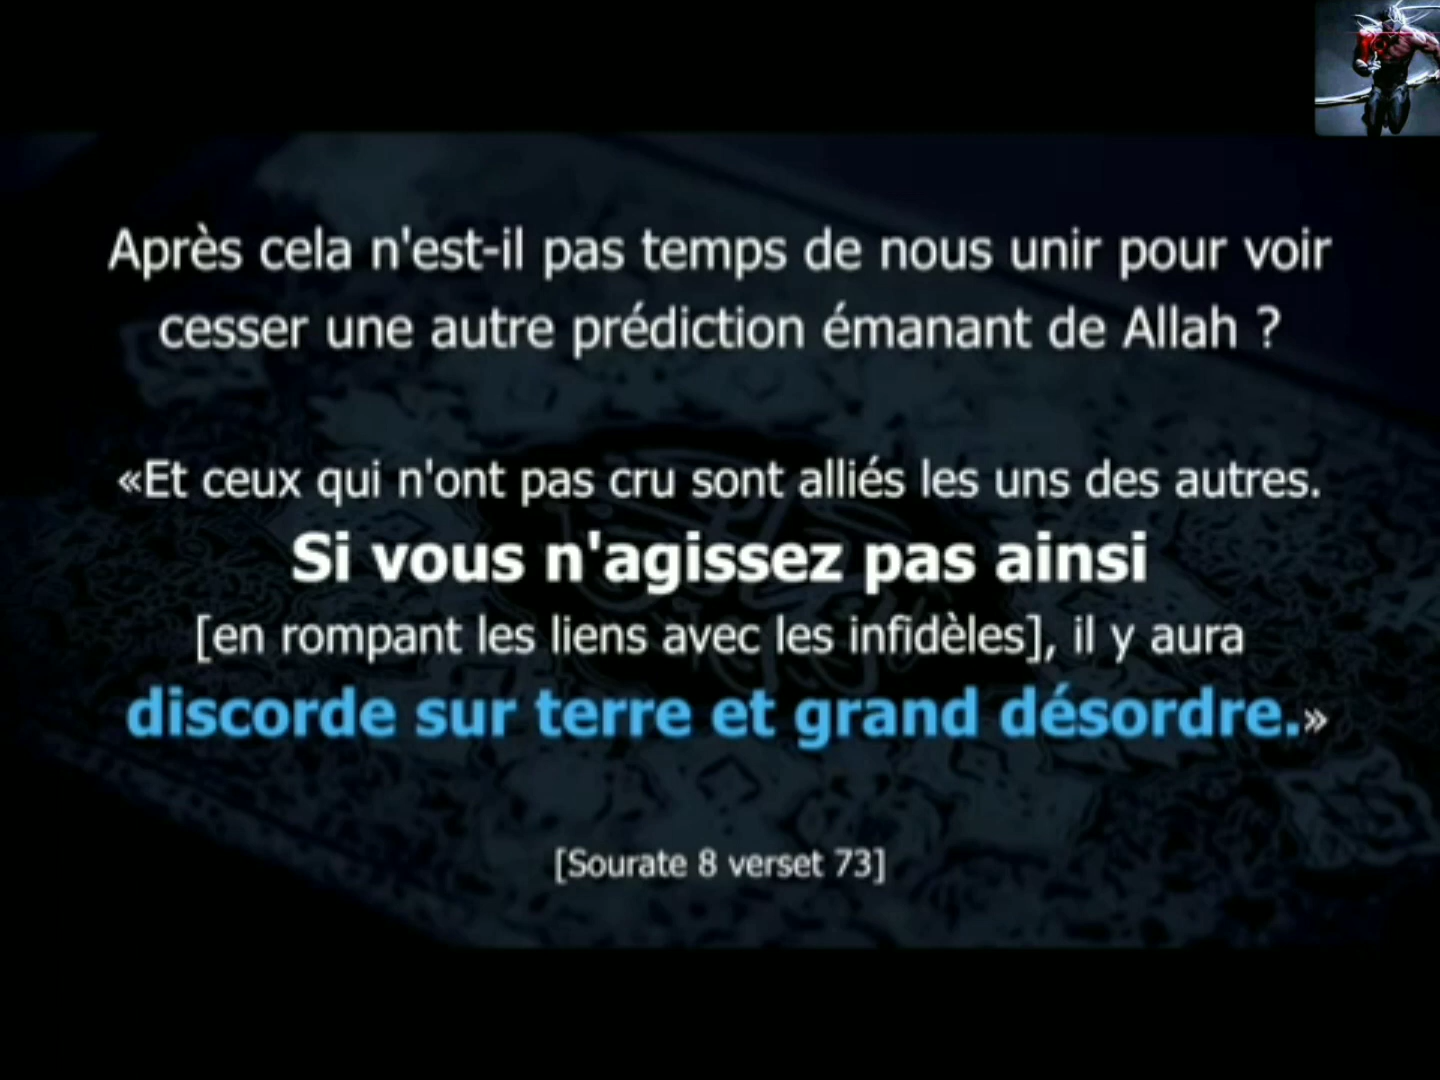 Après cela n'est-il pas temps de nous unir pour voir
cesser une autre prédiction émanant de Allah ?
«Et ceux qui n'ont pas cru sont alliés les uns des autres.
Si vous n'agissez pas ainsi
[en rompant les liens avec les infidèles], il y aura
discorde sur terre et grand désordre.»
[Sourate 8 verset 73]